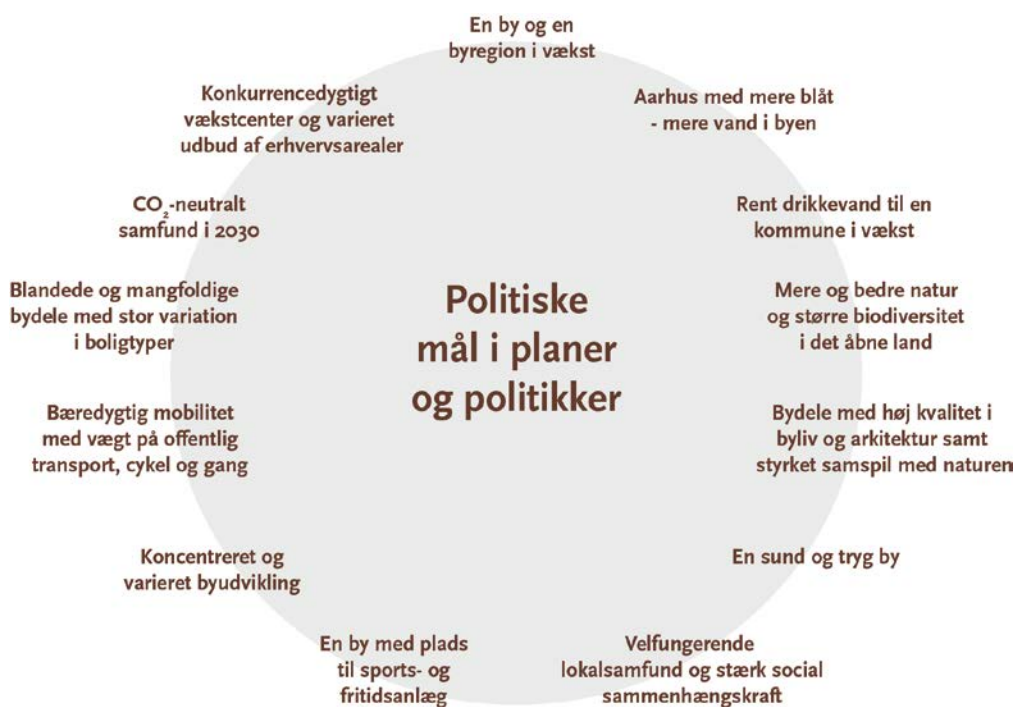 En by og en
byregion i vækst
Aarhus med mere blåt
- mere vand i byen
Rent drikkevand til en
kommune i vækst
Mere og bedre natur
og større biodiversitet
i det åbne land
Bydele med høj kvalitet i
byliv og arkitektur samt
styrket samspil med naturen
En sund og tryg by
Velfungerende
lokalsamfund og stærk social
sammenhængskraft
En by med plads
til sports- og
fritidsanlæg
Koncentreret og
varieret byudvikling
Bæredygtig mobilitet
med vægt på offentlig
transport, cykel og gang
Blandede og mangfoldige
bydele med stor variation
i boligtyper
CO₂-neutralt
samfund i 2030
Konkurrencedygtigt
vækstcenter og varieret
udbud af erhvervsarealer
Politiske
mål i planer
og politikker